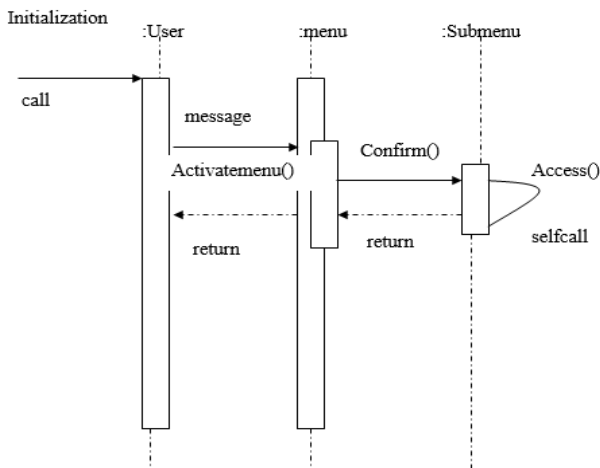 Initialization
:User
:menu
:Submenu
call
message
Confirm()
Activatemenu()
Access()
return
return
selfcall